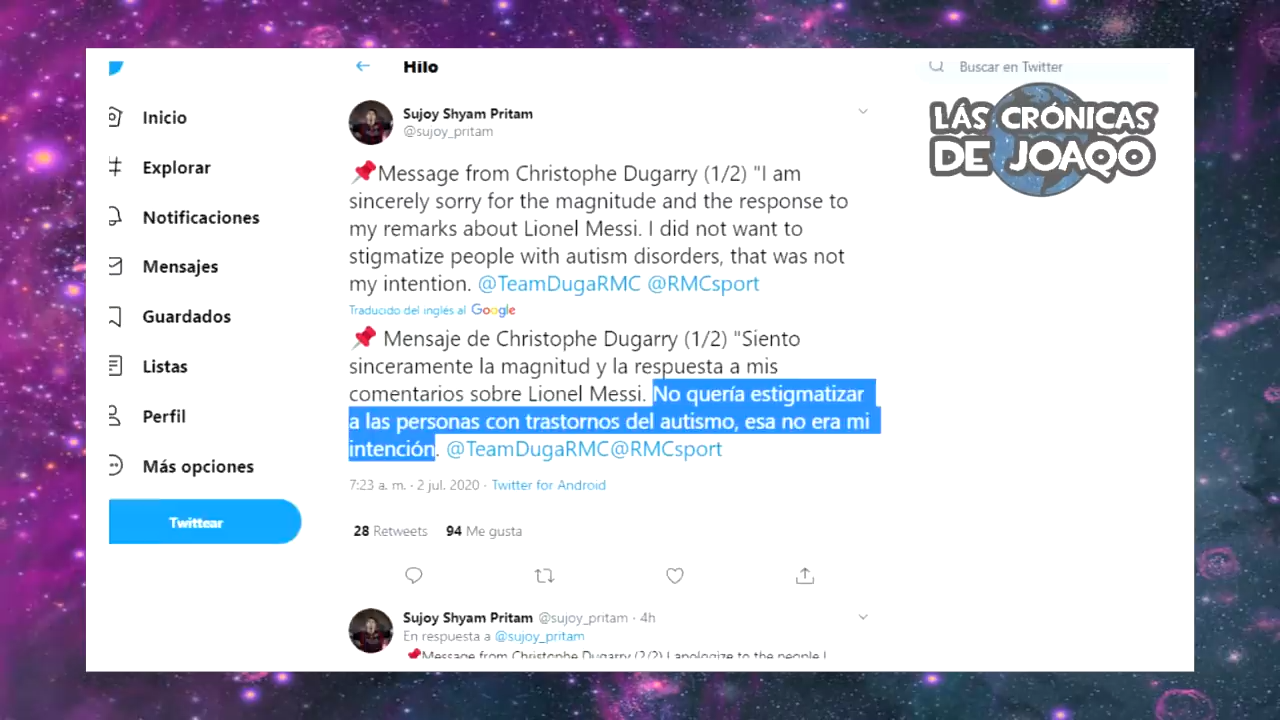 Hilo
Buscar en Twitter
LÁS CRÓNICAS
DE JOAQO
Inicio
Explorar
Notificaciones
Mensajes
Guardados
Listas
Perfil
Más opciones
Twittear
Sujoy Shyam Pritam
@sujoy_pritam
📌Message from Christophe Dugarry (1/2) "I am
sincerely sorry for the magnitude and the response to
my remarks about Lionel Messi. I did not want to
stigmatize people with autism disorders, that was not
my intention. @TeamDugaRMC @RMCsport
Traducido del inglés al Google
📌 Mensaje de Christophe Dugarry (1/2) "Siento
sinceramente la magnitud y la respuesta a mis
comentarios sobre Lionel Messi. No quería estigmatizar
a las personas con trastornos del autismo, esa no era mi
intención. @TeamDugaRMC@RMCsport
7:23 a. m. · 2 jul. 2020 · Twitter for Android
28 Retweets 94 Me gusta
Sujoy Shyam Pritam @sujoy_pritam · 4h
En respuesta a @sujoy_pritam
📌Message from Christophe Dugarry (2/2) I apologize to the people I